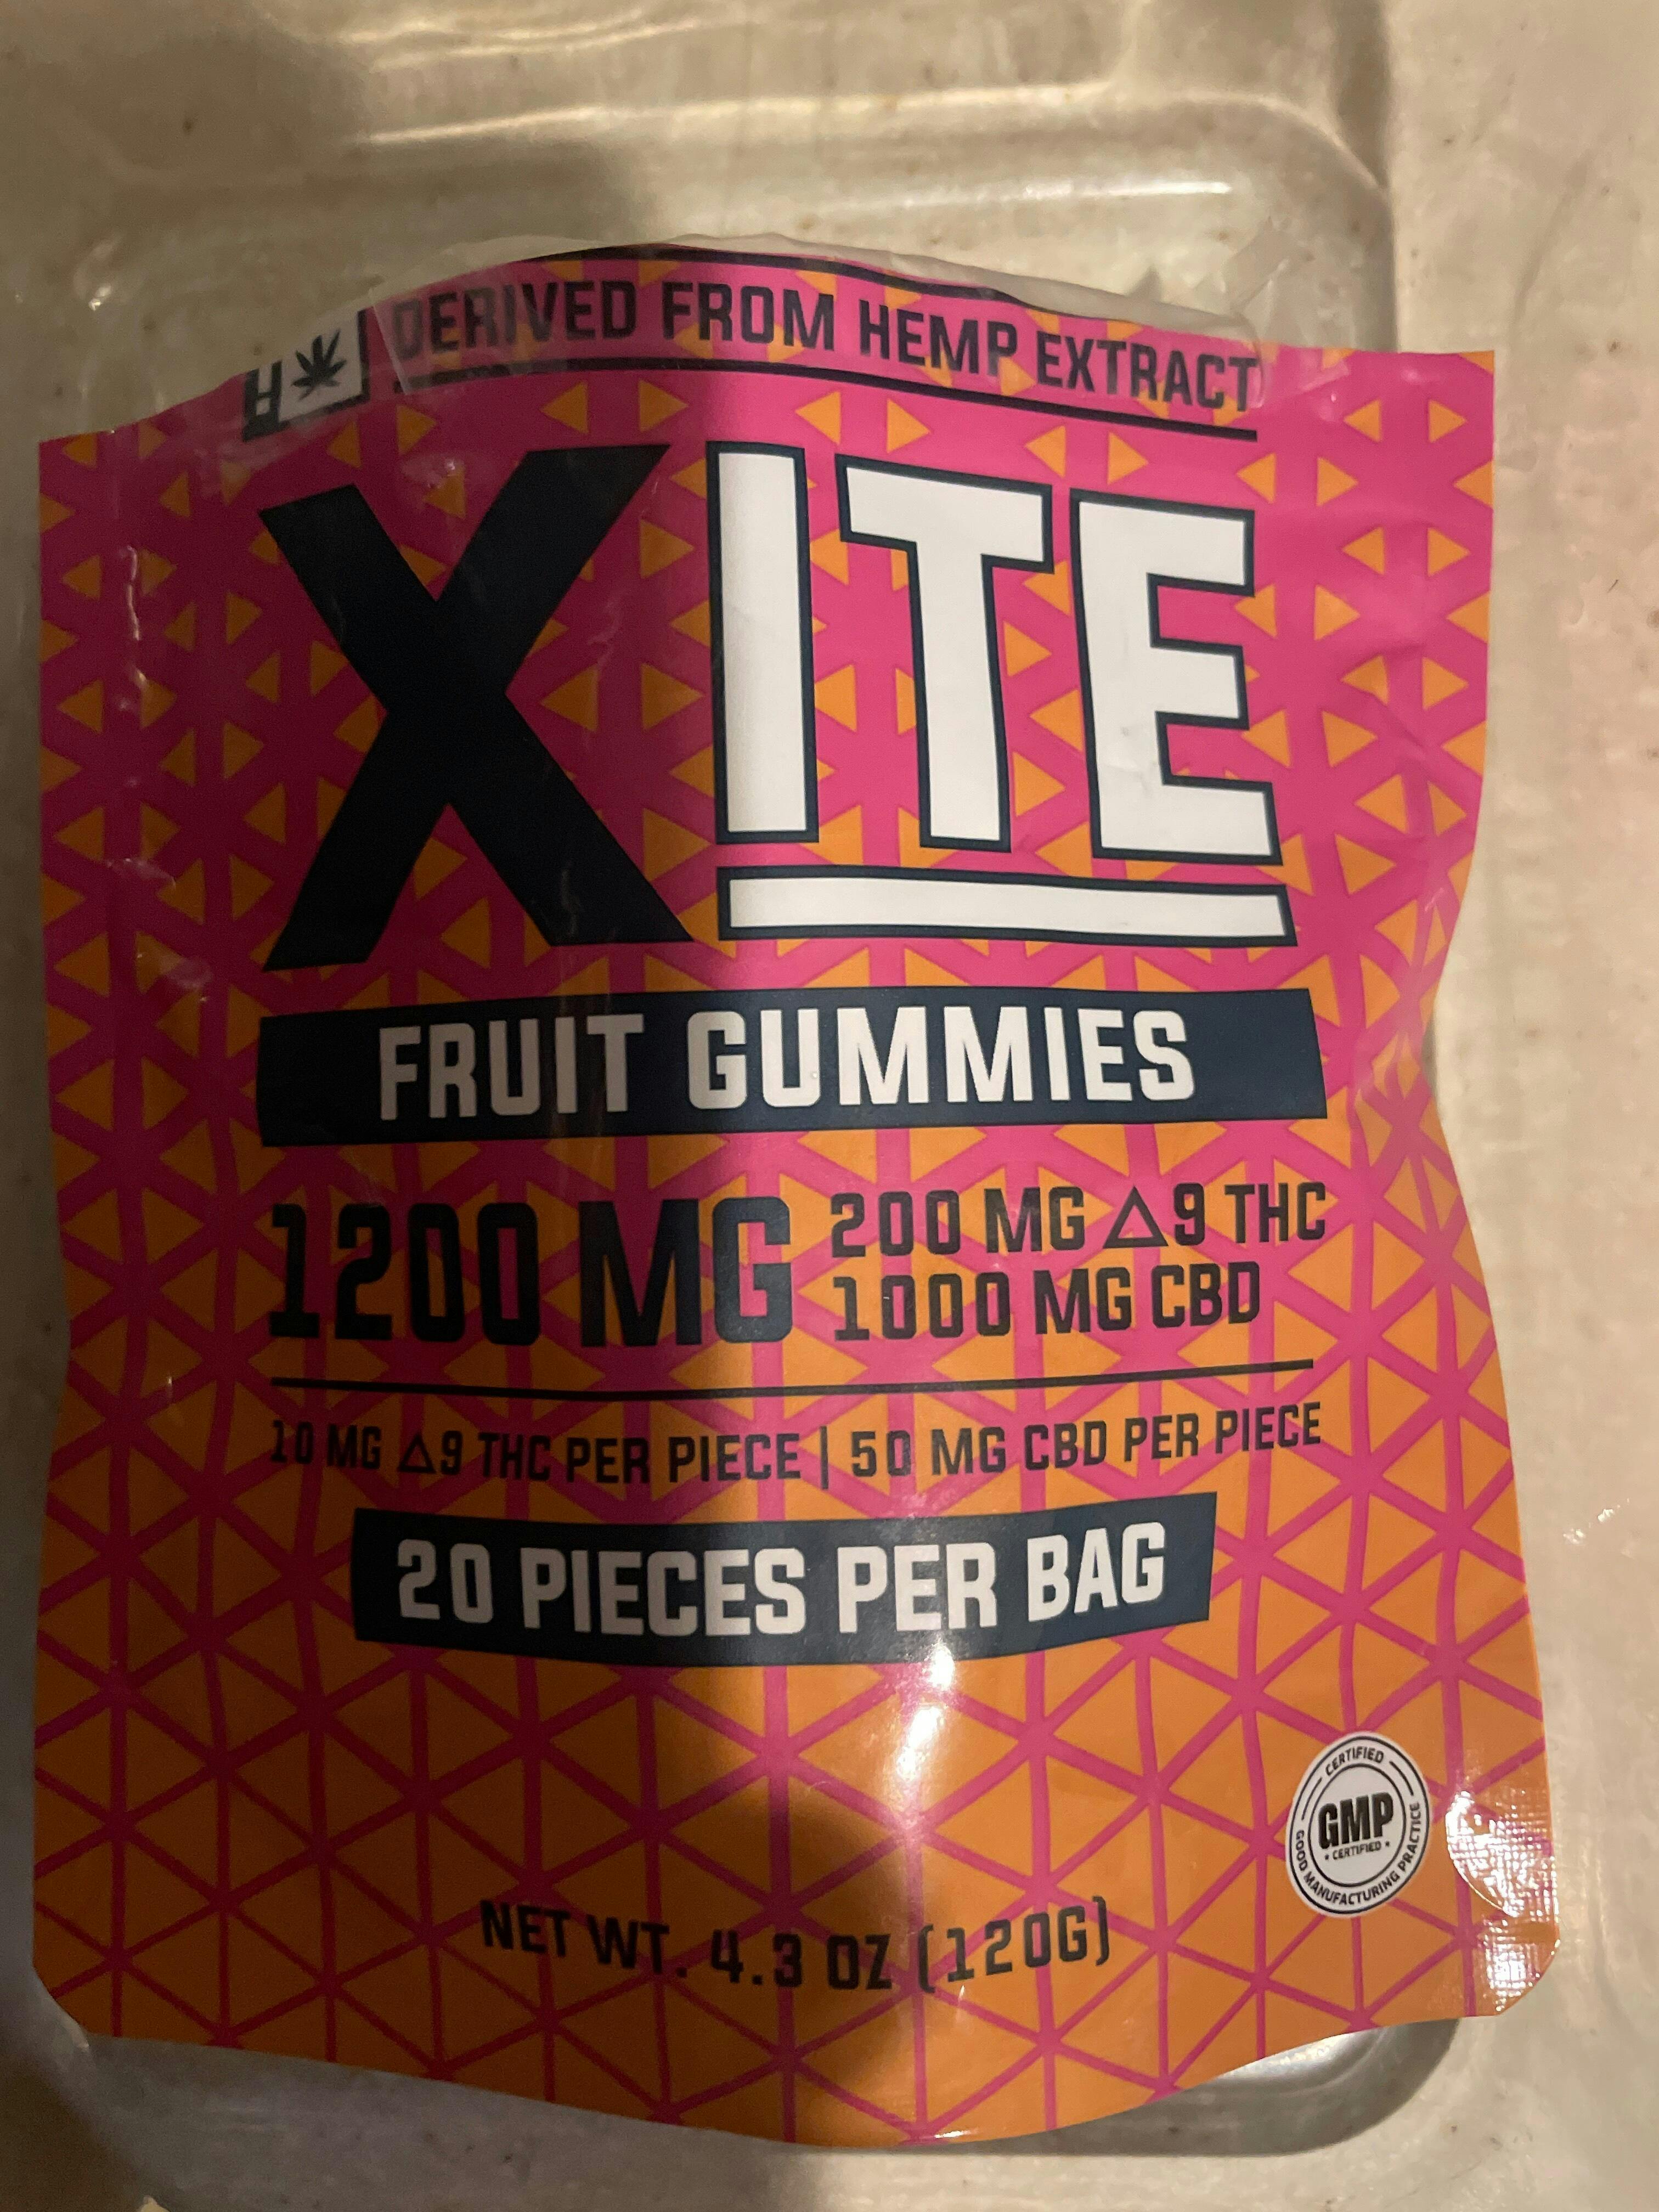 DERIVED FROM HEMP EXTRACT
XITE
FRUIT GUMMIES
1200 MG
200 MG Δ9 THC
1000 MG CBD
10 MG Δ9 THC PER PIECE | 50 MG CBD PER PIECE
20 PIECES PER BAG
CERTIFIED
GMP
• CERTIFIED •
GOOD MANUFACTURING PRACTICE
NET WT. 4.3 OZ (120G)